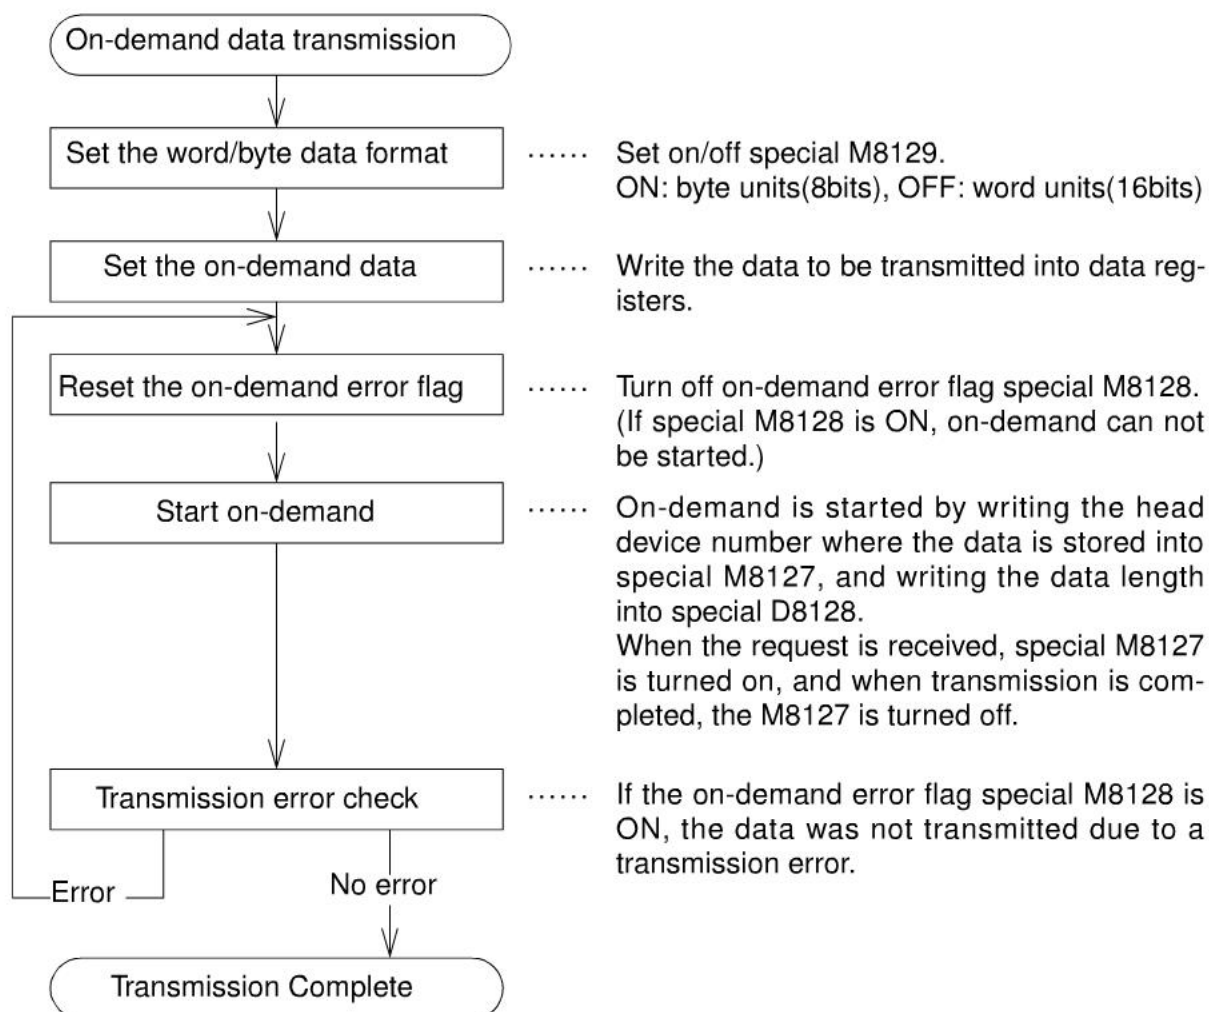 On-demand data transmission
Set the word/byte data format
...... Set on/off special M8129.
ON: byte units(8bits), OFF: word units(16bits)
Set the on-demand data
...... Write the data to be transmitted into data reg-
isters.
Reset the on-demand error flag
...... Turn off on-demand error flag special M8128.
(If special M8128 is ON, on-demand can not
be started.)
Start on-demand
...... On-demand is started by writing the head
device number where the data is stored into
special M8127, and writing the data length
into special D8128.
When the request is received, special M8127
is turned on, and when transmission is com-
pleted, the M8127 is turned off.
Transmission error check
...... If the on-demand error flag special M8128 is
ON, the data was not transmitted due to a
transmission error.
Error
No error
Transmission Complete